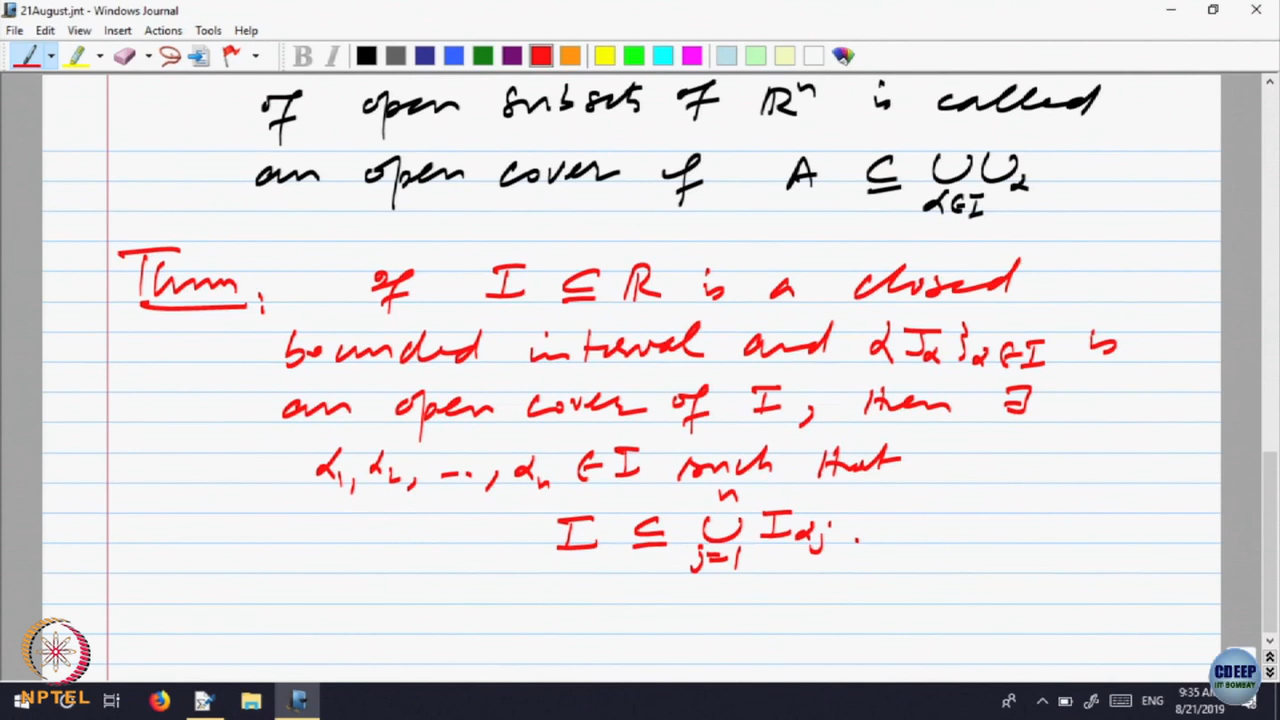 21August.jnt - Windows Journal
File Edit View Insert Actions Tools Help
B I
of open subsets of ℝⁿ is called
an open cover of A ⊆ ∪ U_α
α∈I
Thm: If I ⊆ ℝ is a closed
bounded interval and {J_α}_{α∈I} is
an open cover of I, then ∃
α₁, α₂, ..., αₙ ∈ I such that
I ⊆ ∪_{j=1}^{n} I_{αj}.
NPTEL
CDEEP
IIT BOMBAY
ENG
9:35 AM
8/21/2019